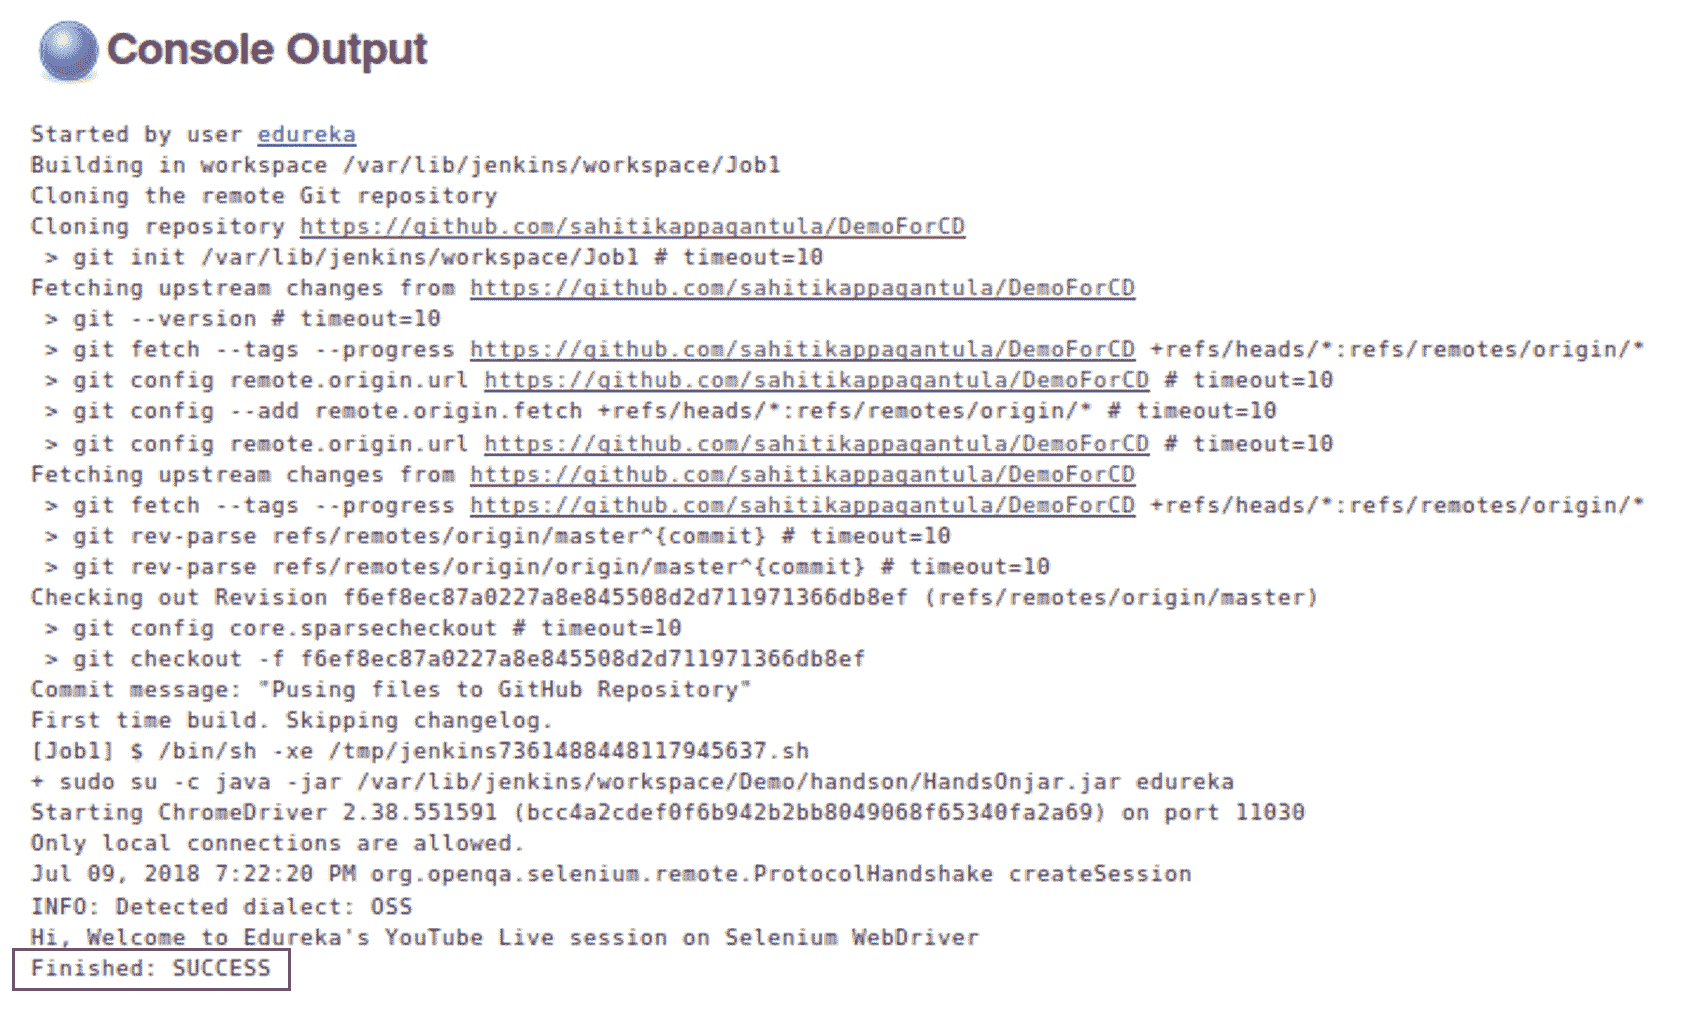 Console Output
Started by user edureka
Building in workspace /var/lib/jenkins/workspace/Job1
Cloning the remote Git repository
Cloning repository https://github.com/sahitikappagantula/DemoForCD
 > git init /var/lib/jenkins/workspace/Job1 # timeout=10
Fetching upstream changes from https://github.com/sahitikappagantula/DemoForCD
 > git --version # timeout=10
 > git fetch --tags --progress https://github.com/sahitikappagantula/DemoForCD +refs/heads/*:refs/remotes/origin/*
 > git config remote.origin.url https://github.com/sahitikappagantula/DemoForCD # timeout=10
 > git config --add remote.origin.fetch +refs/heads/*:refs/remotes/origin/* # timeout=10
 > git config remote.origin.url https://github.com/sahitikappagantula/DemoForCD # timeout=10
Fetching upstream changes from https://github.com/sahitikappagantula/DemoForCD
 > git fetch --tags --progress https://github.com/sahitikappagantula/DemoForCD +refs/heads/*:refs/remotes/origin/*
 > git rev-parse refs/remotes/origin/master^{commit} # timeout=10
 > git rev-parse refs/remotes/origin/origin/master^{commit} # timeout=10
Checking out Revision f6ef8ec87a0227a8e845508d2d711971366db8ef (refs/remotes/origin/master)
 > git config core.sparsecheckout # timeout=10
 > git checkout -f f6ef8ec87a0227a8e845508d2d711971366db8ef
Commit message: "Pusing files to GitHub Repository"
First time build. Skipping changelog.
[Job1] $ /bin/sh -xe /tmp/jenkins7361488448117945637.sh
+ sudo su -c java -jar /var/lib/jenkins/workspace/Demo/handson/HandsOnjar.jar edureka
Starting ChromeDriver 2.38.551591 (bcc4a2cdef0f6b942b2bb8049068f65340fa2a69) on port 11030
Only local connections are allowed.
Jul 09, 2018 7:22:20 PM org.openqa.selenium.remote.ProtocolHandshake createSession
INFO: Detected dialect: OSS
Hi, Welcome to Edureka's YouTube Live session on Selenium WebDriver
Finished: SUCCESS